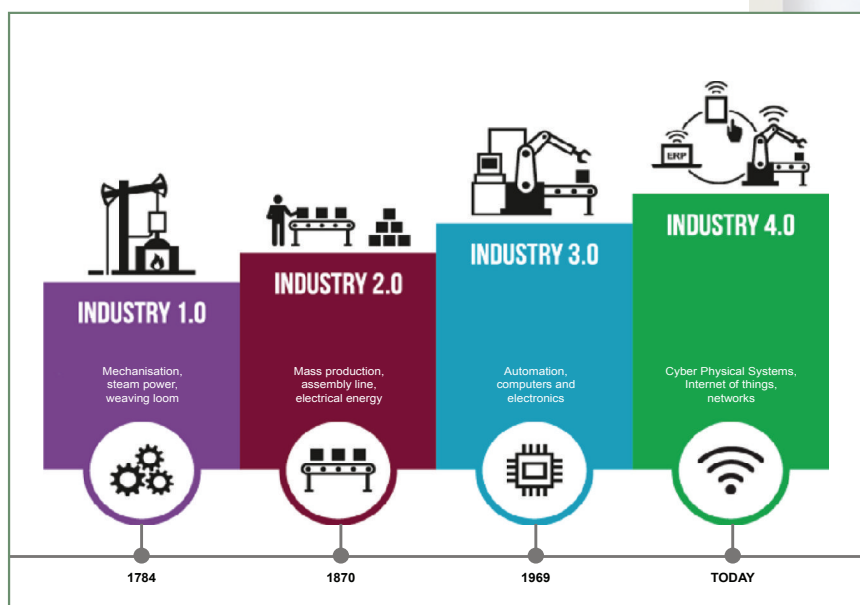 ERP
INDUSTRY 1.0
INDUSTRY 2.0
INDUSTRY 3.0
INDUSTRY 4.0
Mechanisation,
steam power,
weaving loom
Mass production,
assembly line,
electrical energy
Automation,
computers and
electronics
Cyber Physical Systems,
Internet of things,
networks
1784
1870
1969
TODAY